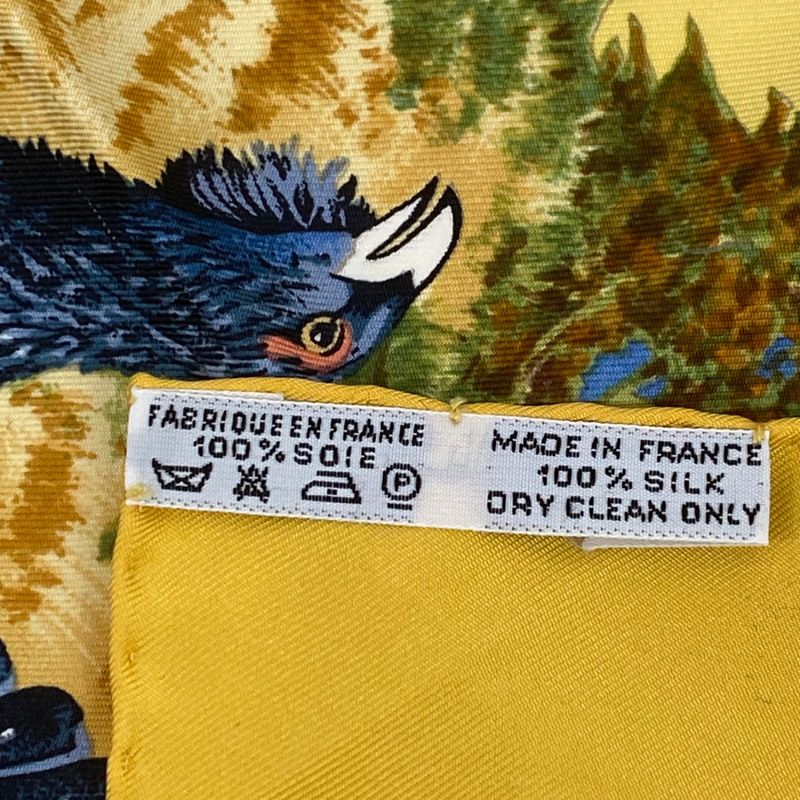 FABRIQUE EN FRANCE
100% SOIE
P
MADE IN FRANCE
100% SILK
DRY CLEAN ONLY